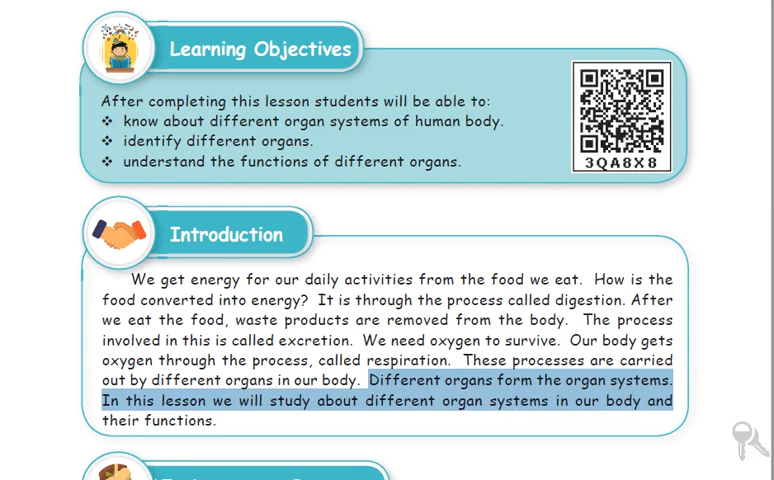 Learning Objectives
After completing this lesson students will be able to:
❖ know about different organ systems of human body.
❖ identify different organs.
❖ understand the functions of different organs.
3QA8X8
Introduction
We get energy for our daily activities from the food we eat. How is the
food converted into energy? It is through the process called digestion. After
we eat the food, waste products are removed from the body. The process
involved in this is called excretion. We need oxygen to survive. Our body gets
oxygen through the process, called respiration. These processes are carried
out by different organs in our body. Different organs form the organ systems.
In this lesson we will study about different organ systems in our body and
their functions.